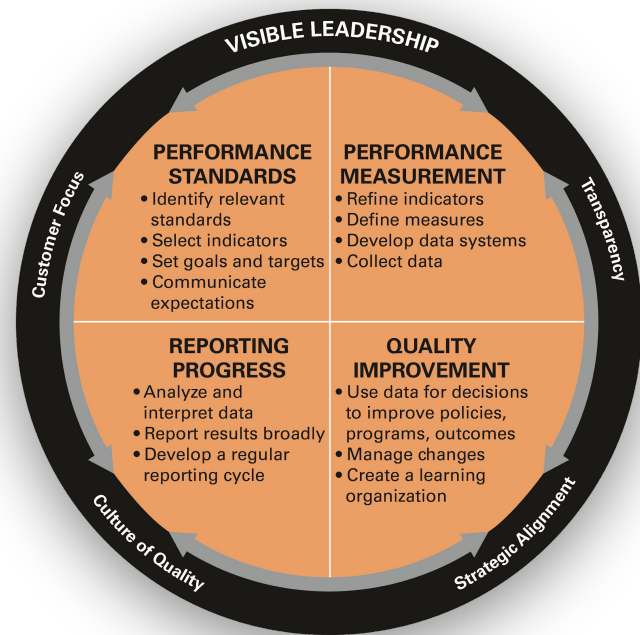 VISIBLE LEADERSHIP
Customer Focus
Transparency
PERFORMANCE
STANDARDS
• Identify relevant
standards
• Select indicators
• Set goals and targets
• Communicate
expectations
PERFORMANCE
MEASUREMENT
• Refine indicators
• Define measures
• Develop data systems
• Collect data
REPORTING
PROGRESS
• Analyze and
interpret data
• Report results broadly
• Develop a regular
reporting cycle
QUALITY
IMPROVEMENT
• Use data for decisions
to improve policies,
programs, outcomes
• Manage changes
• Create a learning
organization
Culture of Quality
Strategic Alignment